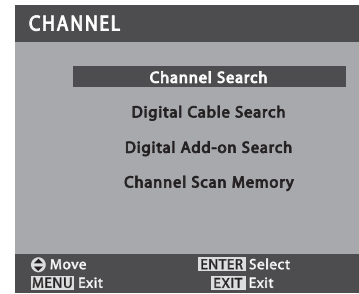 CHANNEL
Channel Search
Digital Cable Search
Digital Add-on Search
Channel Scan Memory
Move ENTER Select
MENU Exit EXIT Exit